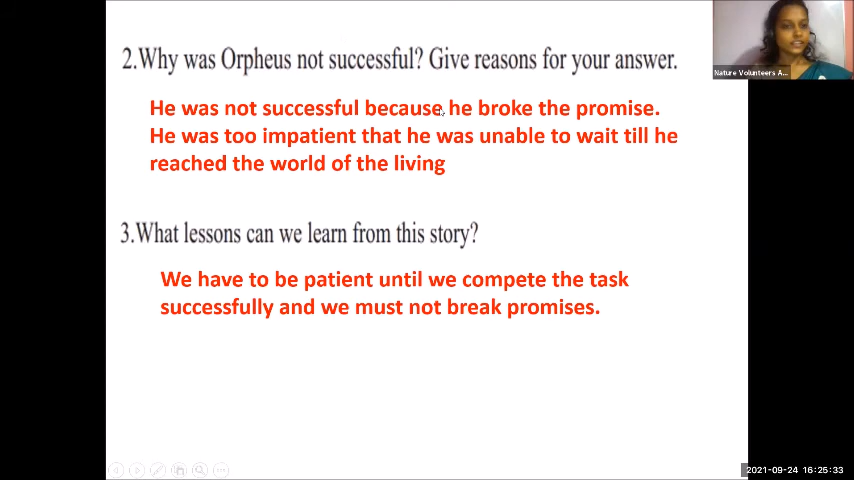 2.Why was Orpheus not successful? Give reasons for your answer.
He was not successful because he broke the promise.
He was too impatient that he was unable to wait till he
reached the world of the living
3.What lessons can we learn from this story?
We have to be patient until we compete the task
successfully and we must not break promises.
Nature Volunteers A...
2021-09-24 16:25:33